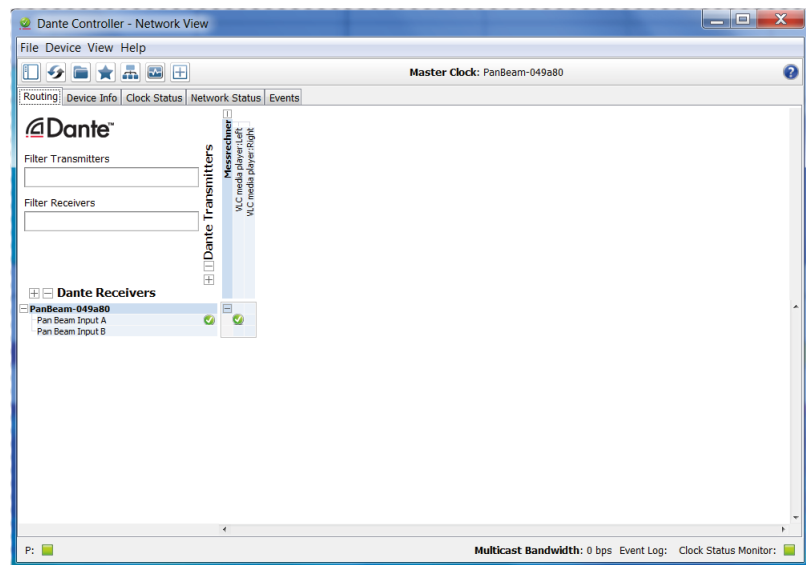 Dante Controller - Network View
File Device View Help
Master Clock: PanBeam-049a80
Routing Device Info Clock Status Network Status Events
Dante™
Filter Transmitters
Filter Receivers
Dante Transmitters
Messrechner
VLC media player:Left
VLC media player:Right
Dante Receivers
PanBeam-049a80
Pan Beam Input A
Pan Beam Input B
P:
Multicast Bandwidth: 0 bps Event Log: Clock Status Monitor: